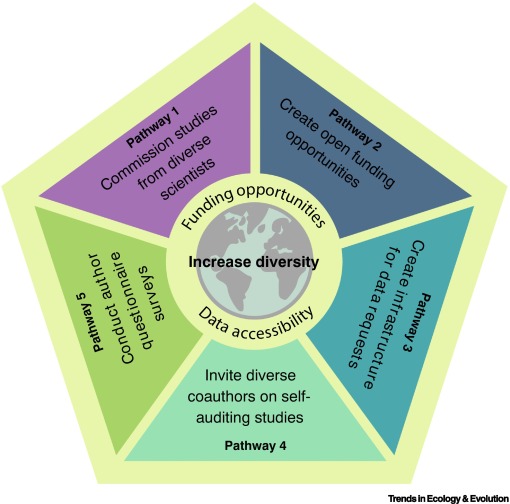 Pathway 1
Commission studies
from diverse
scientists
Pathway 2
Create open funding
opportunities
Pathway 3
Create infrastructure
for data requests
Invite diverse
coauthors on self-
auditing studies
Pathway 4
Pathway 5
Conduct author
questionnaire
surveys
Funding opportunities
Increase diversity
Data accessibility
Trends in Ecology & Evolution